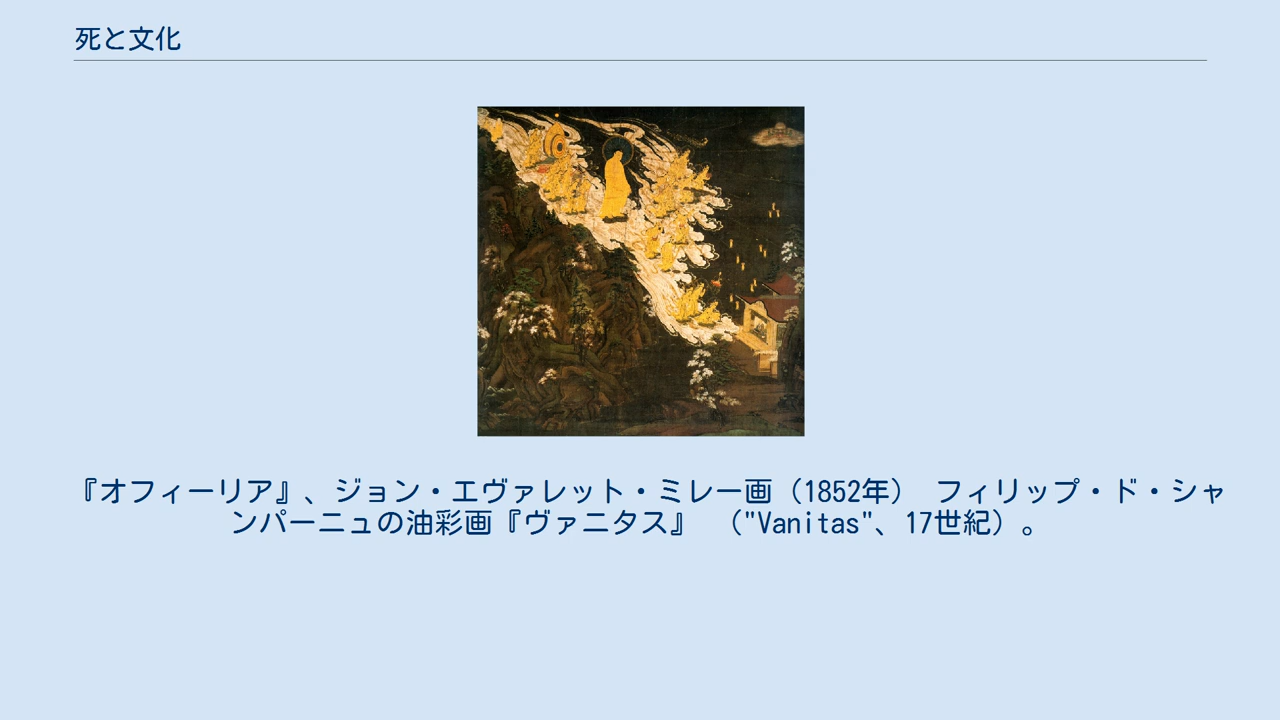 死と文化
『オフィーリア』、ジョン・エヴァレット・ミレー画（1852年）　フィリップ・ド・シャ
ンパーニュの油彩画『ヴァニタス』　（"Vanitas"、17世紀）。